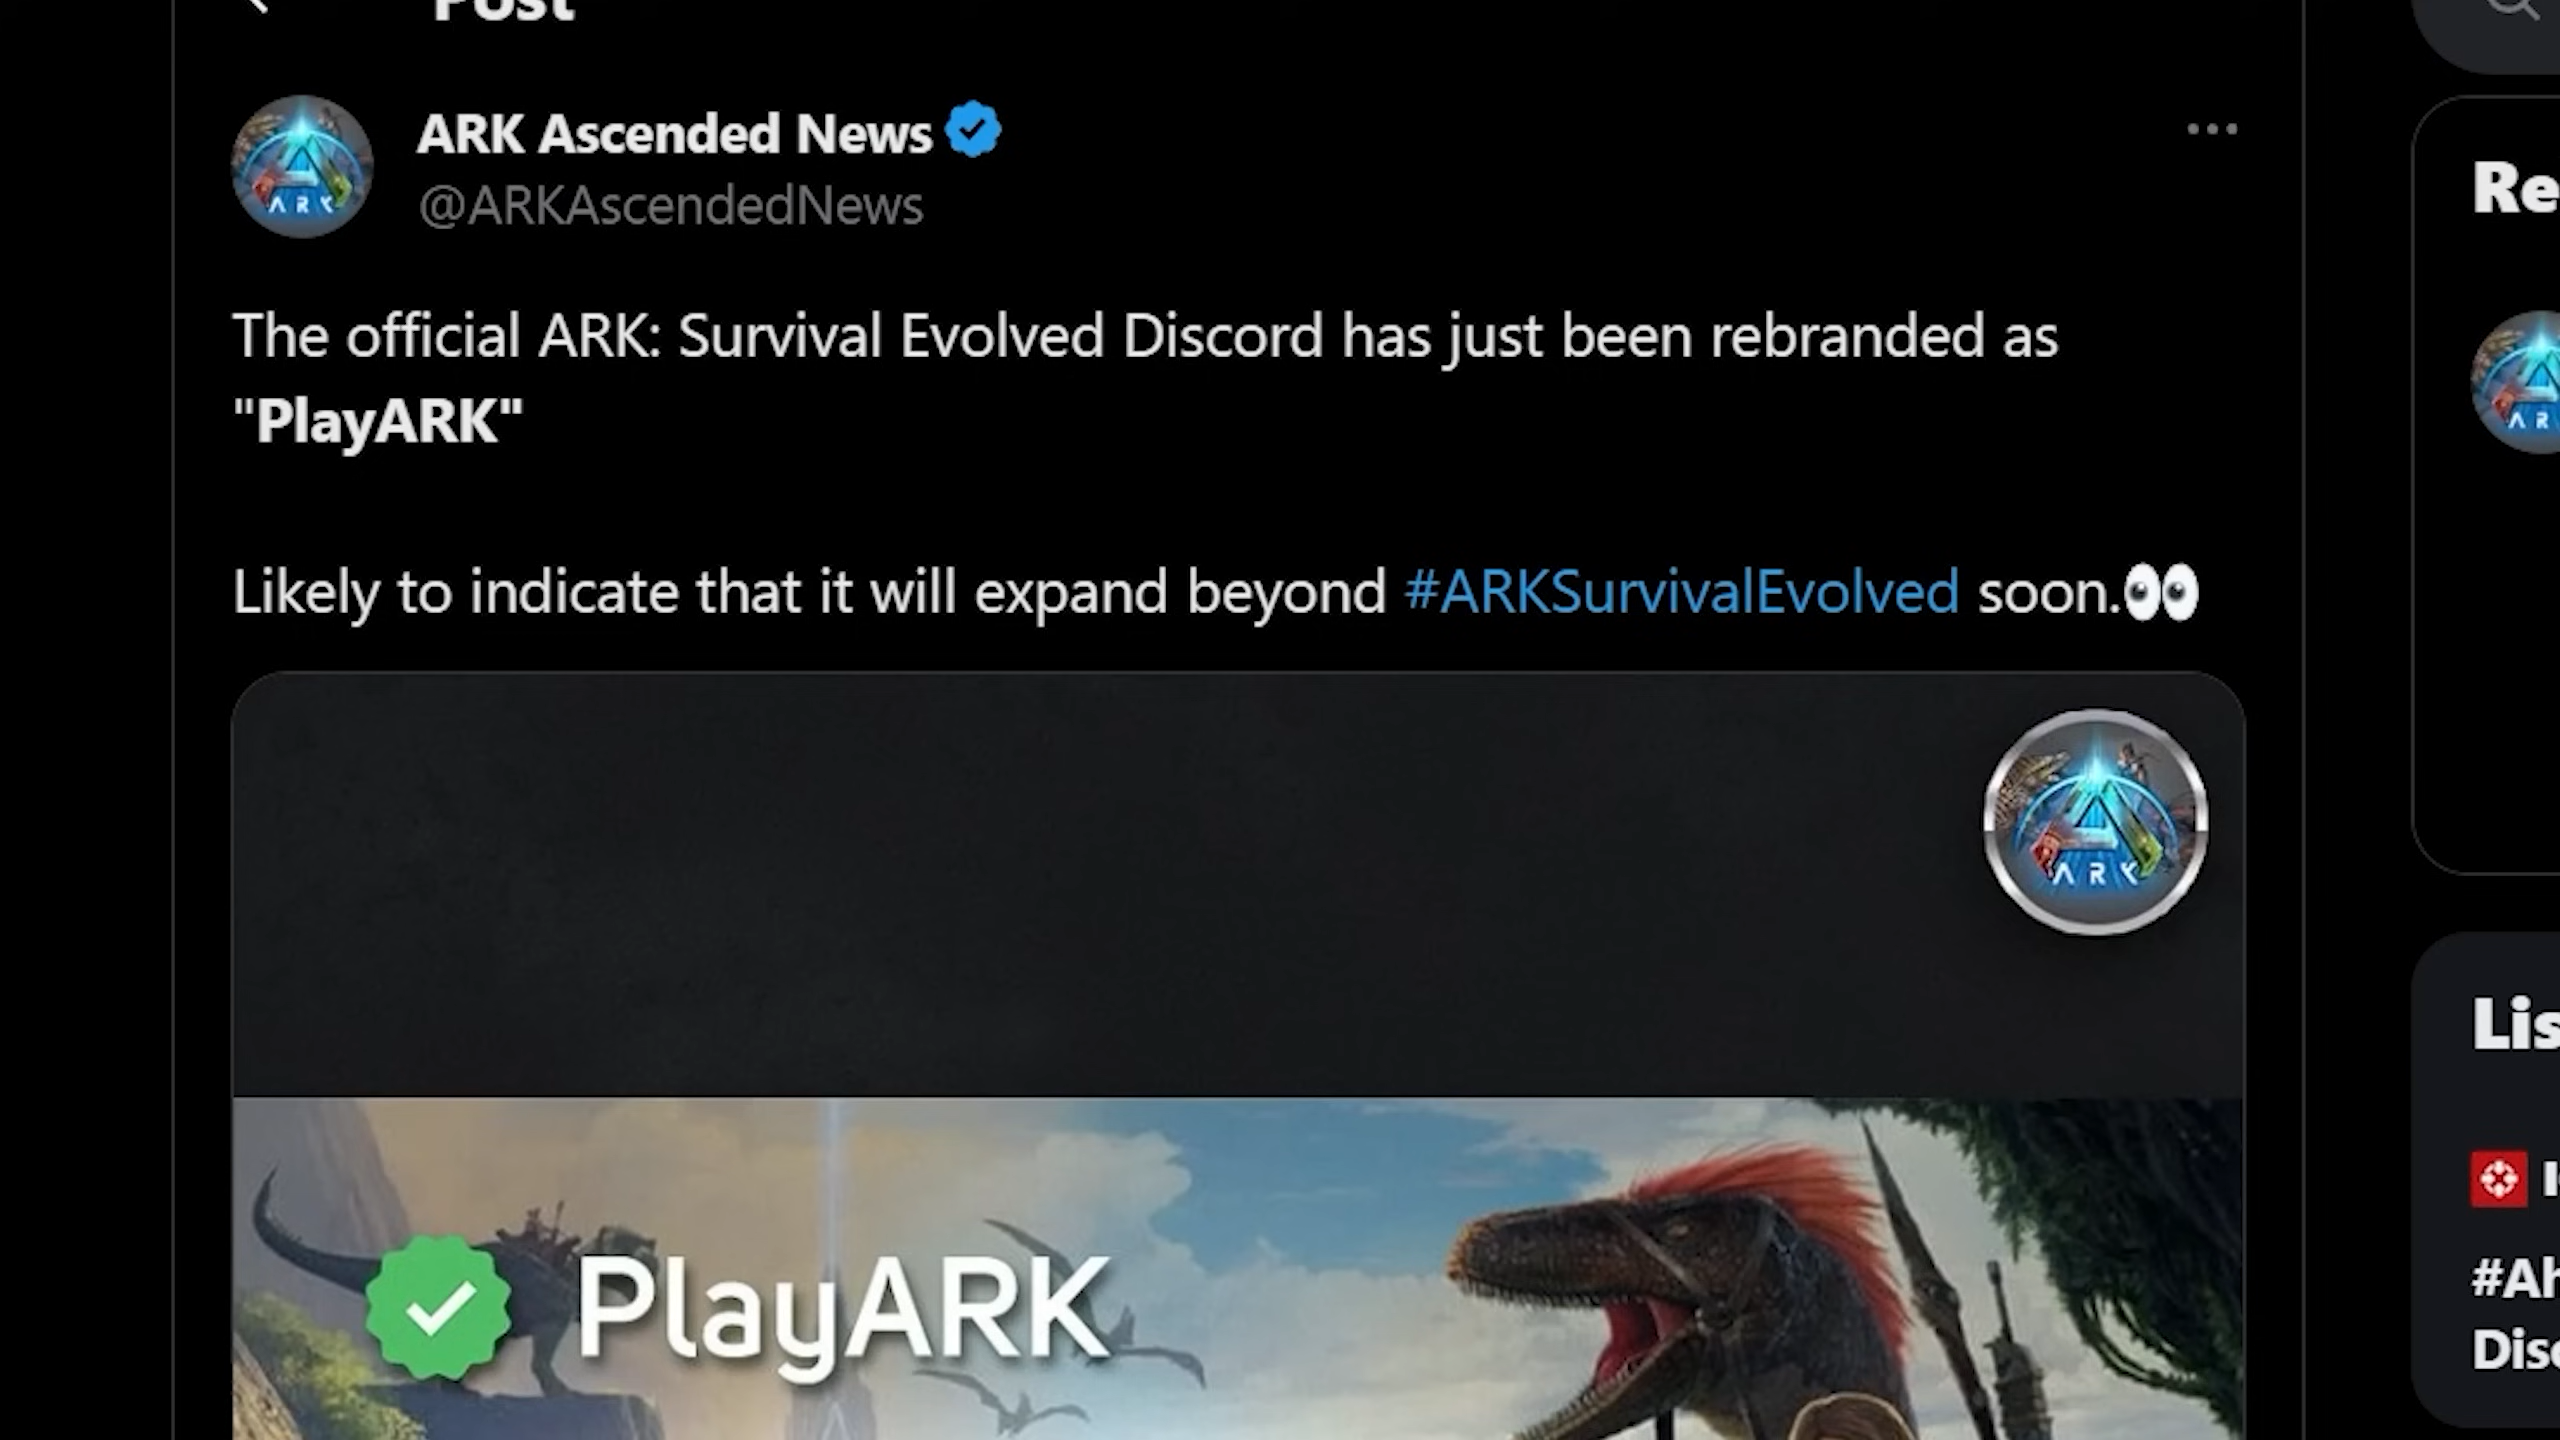 Post
ARK Ascended News
@ARKAscendedNews
The official ARK: Survival Evolved Discord has just been rebranded as
"PlayARK"
Likely to indicate that it will expand beyond #ARKSurvivalEvolved soon.👀
ARK
PlayARK